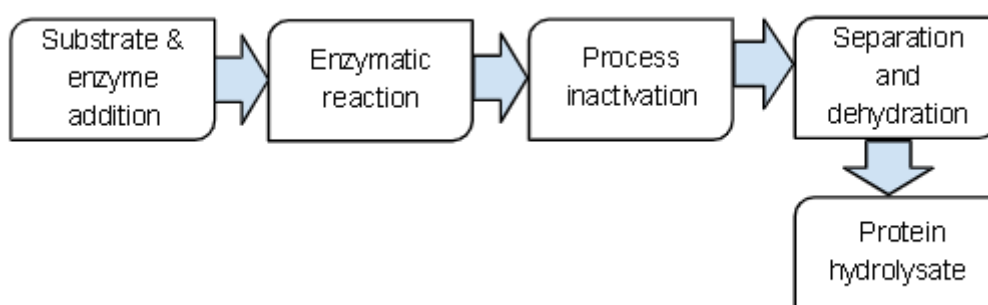 Substrate &
enzyme
addition
Enzymatic
reaction
Process
inactivation
Separation
and
dehydration
Protein
hydrolysate